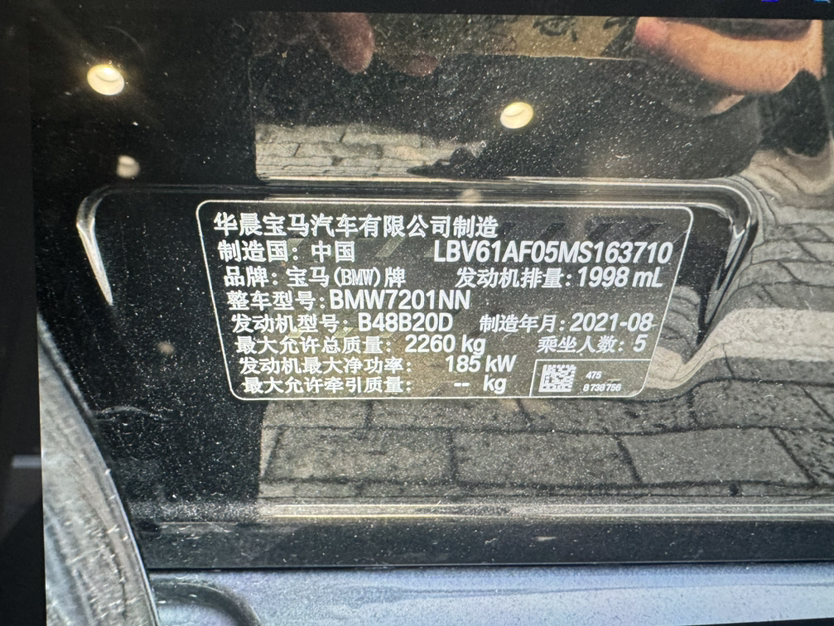 华晨宝马汽车有限公司制造
制造国: 中国 LBV61AF05MS163710
品牌: 宝马(BMW)牌 发动机排量: 1998 mL
整车型号: BMW7201NN
发动机型号: B48B20D 制造年月: 2021-08
最大允许总质量: 2260 kg 乘坐人数: 5
发动机最大净功率: 185 kW
最大允许牵引质量: -- kg
475
8 738 755